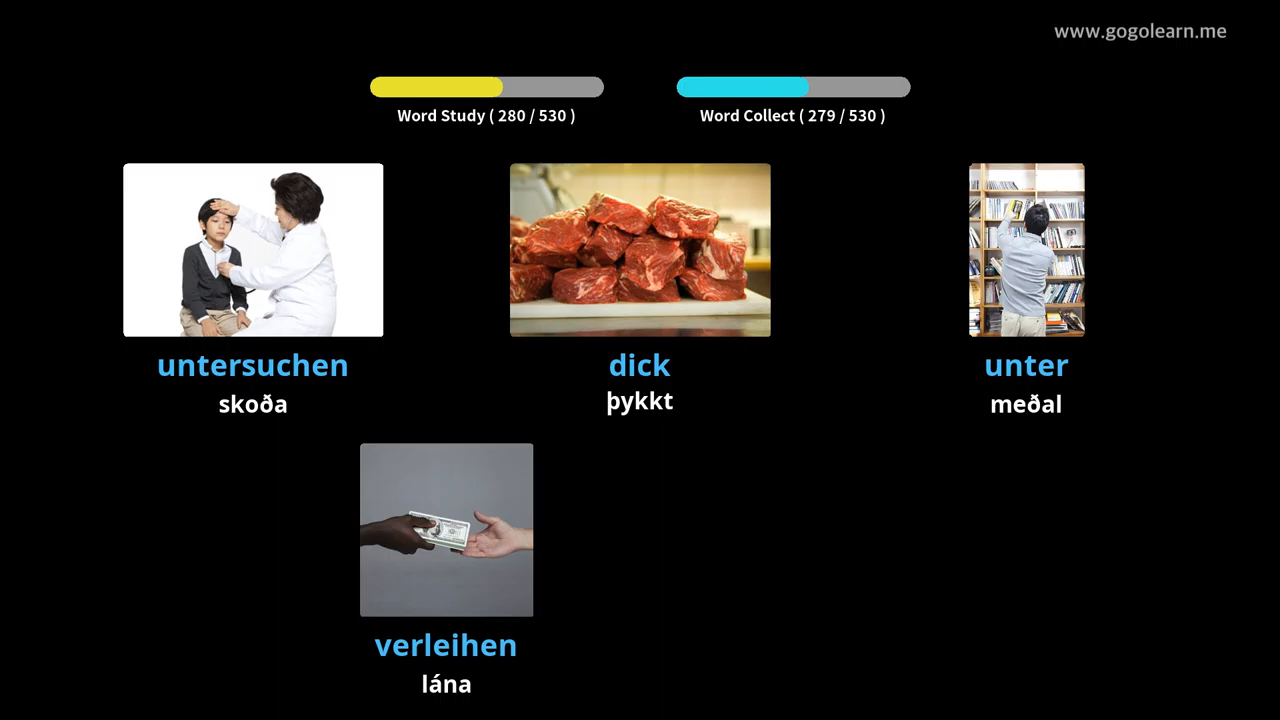 www.gogolearn.me
Word Study ( 280 / 530 )
Word Collect ( 279 / 530 )
untersuchen
skoða
dick
þykkt
unter
meðal
verleihen
lána